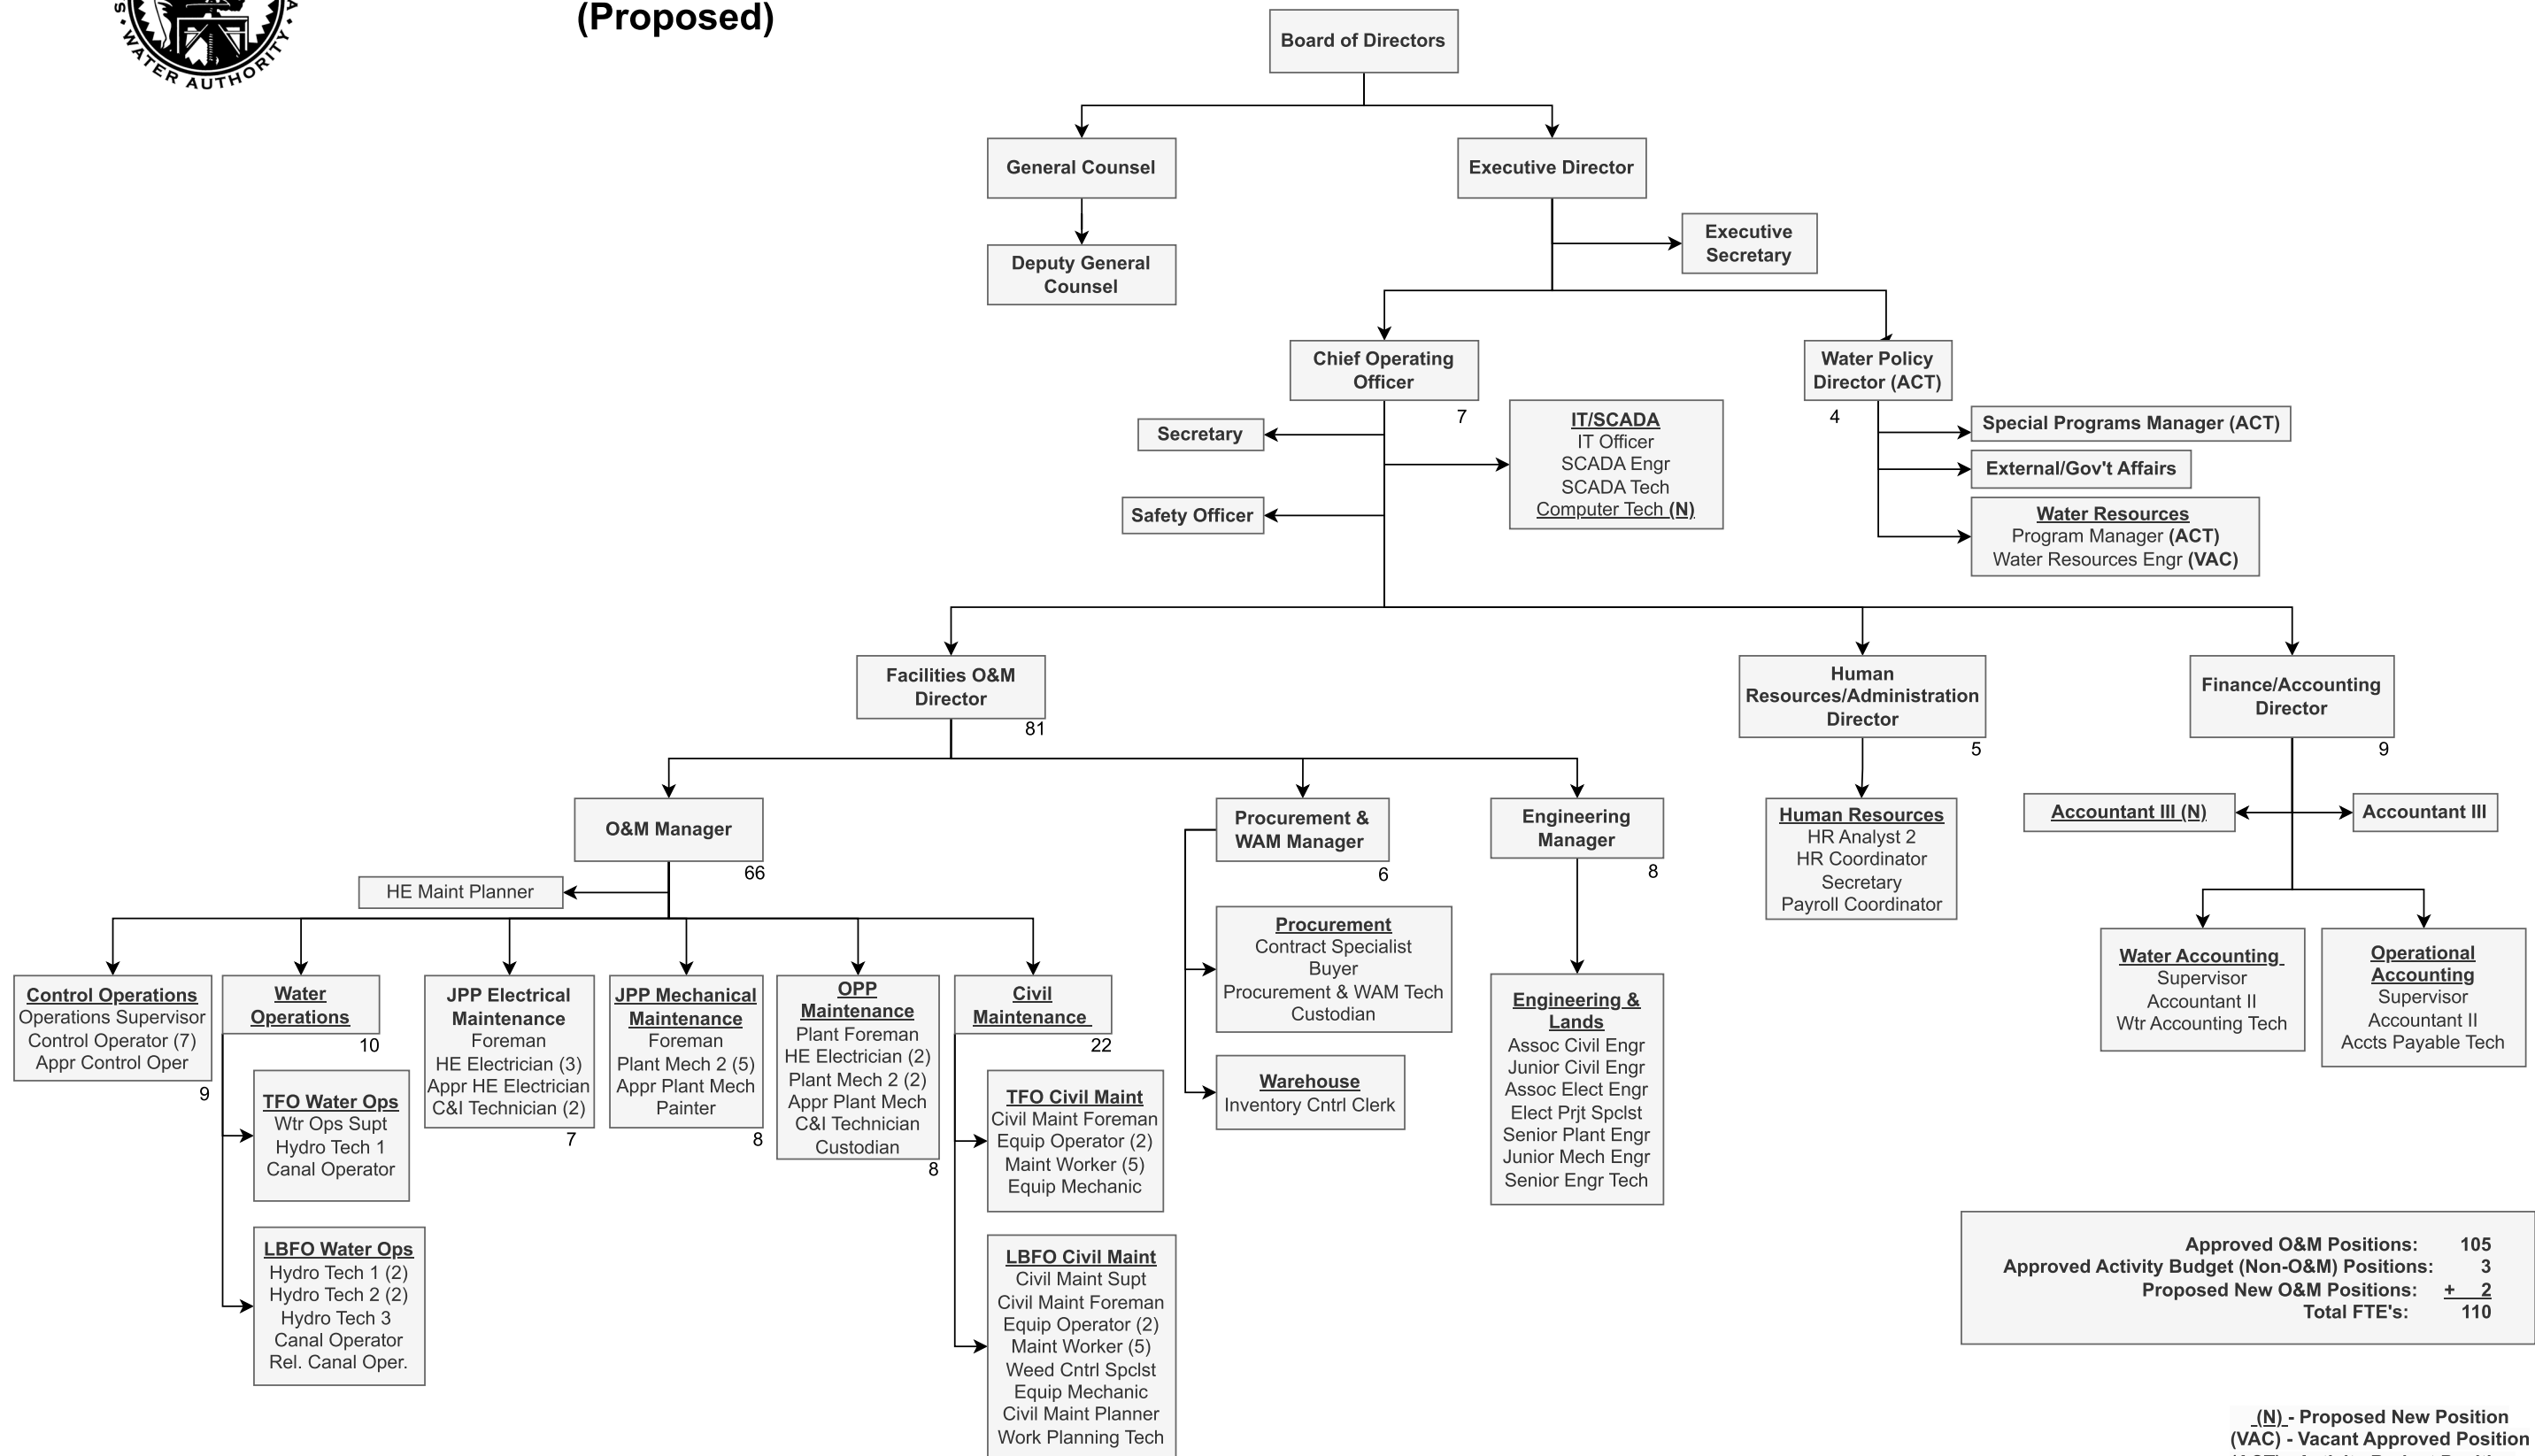 (Proposed)
WATER AUTHORITY
Board of Directors
General Counsel
Executive Director
Executive
Secretary
Deputy General
Counsel
Chief Operating
Officer
7
Water Policy
Director (ACT)
4
Secretary
Safety Officer
IT/SCADA
IT Officer
SCADA Engr
SCADA Tech
Computer Tech (N)
Special Programs Manager (ACT)
External/Gov't Affairs
Water Resources
Program Manager (ACT)
Water Resources Engr (VAC)
Facilities O&M
Director
81
Human
Resources/Administration
Director
5
Finance/Accounting
Director
9
O&M Manager
66
HE Maint Planner
Procurement &
WAM Manager
6
Engineering
Manager
8
Human Resources
HR Analyst 2
HR Coordinator
Secretary
Payroll Coordinator
Accountant III (N)
Accountant III
Control Operations
Operations Supervisor
Control Operator (7)
Appr Control Oper
9
Water
Operations
10
TFO Water Ops
Wtr Ops Supt
Hydro Tech 1
Canal Operator
LBFO Water Ops
Hydro Tech 1 (2)
Hydro Tech 2 (2)
Hydro Tech 3
Canal Operator
Rel. Canal Oper.
JPP Electrical
Maintenance
Foreman
HE Electrician (3)
Appr HE Electrician
C&I Technician (2)
7
JPP Mechanical
Maintenance
Foreman
Plant Mech 2 (5)
Appr Plant Mech
Painter
8
OPP
Maintenance
Plant Foreman
HE Electrician (2)
Plant Mech 2 (2)
Appr Plant Mech
C&I Technician
Custodian
8
Civil
Maintenance
22
TFO Civil Maint
Civil Maint Foreman
Equip Operator (2)
Maint Worker (5)
Equip Mechanic
LBFO Civil Maint
Civil Maint Supt
Civil Maint Foreman
Equip Operator (2)
Maint Worker (5)
Weed Cntrl Spclst
Equip Mechanic
Civil Maint Planner
Work Planning Tech
Procurement
Contract Specialist
Buyer
Procurement & WAM Tech
Custodian
Warehouse
Inventory Cntrl Clerk
Engineering &
Lands
Assoc Civil Engr
Junior Civil Engr
Assoc Elect Engr
Elect Prjt Spclst
Senior Plant Engr
Junior Mech Engr
Senior Engr Tech
Water Accounting
Supervisor
Accountant II
Wtr Accounting Tech
Operational
Accounting
Supervisor
Accountant II
Accts Payable Tech
Approved O&M Positions: 105
Approved Activity Budget (Non-O&M) Positions: 3
Proposed New O&M Positions: + 2
Total FTE's: 110
(N) - Proposed New Position
(VAC) - Vacant Approved Position